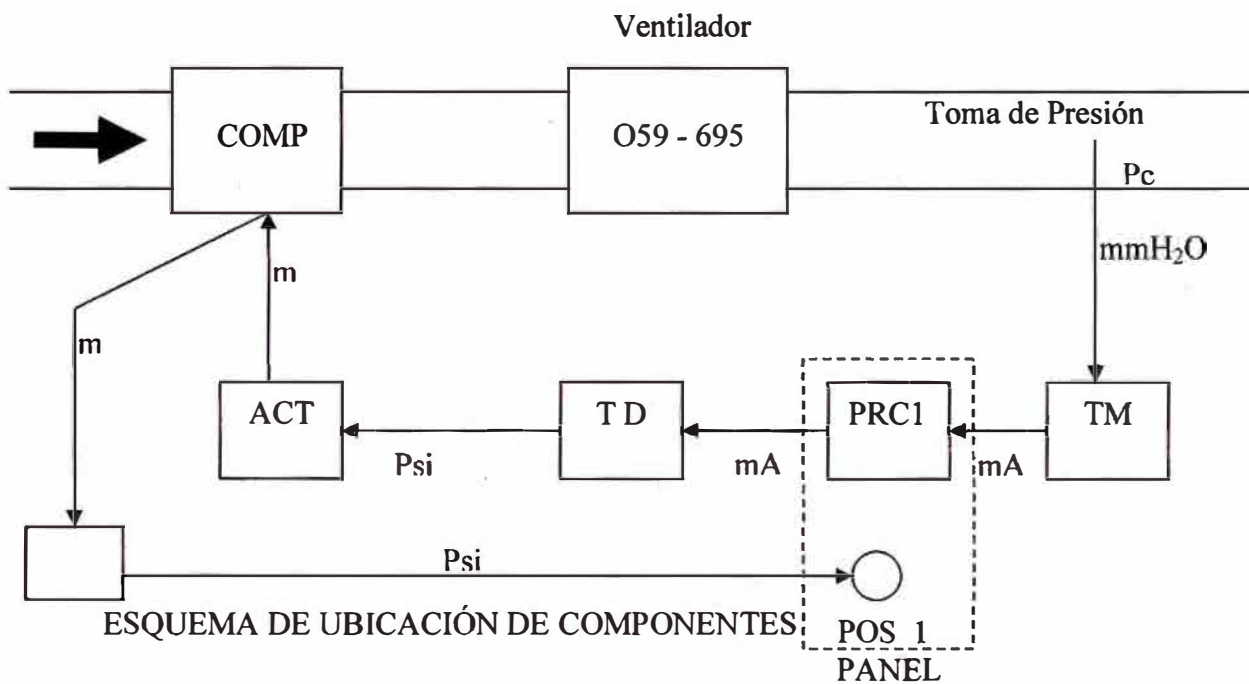 Ventilador
COMP
O59 - 695
Toma de Presión
Pc
mmH₂O
m
m
ACT
T D
PRC1
TM
Psi
mA
mA
Psi
ESQUEMA DE UBICACIÓN DE COMPONENTES
POS 1
PANEL